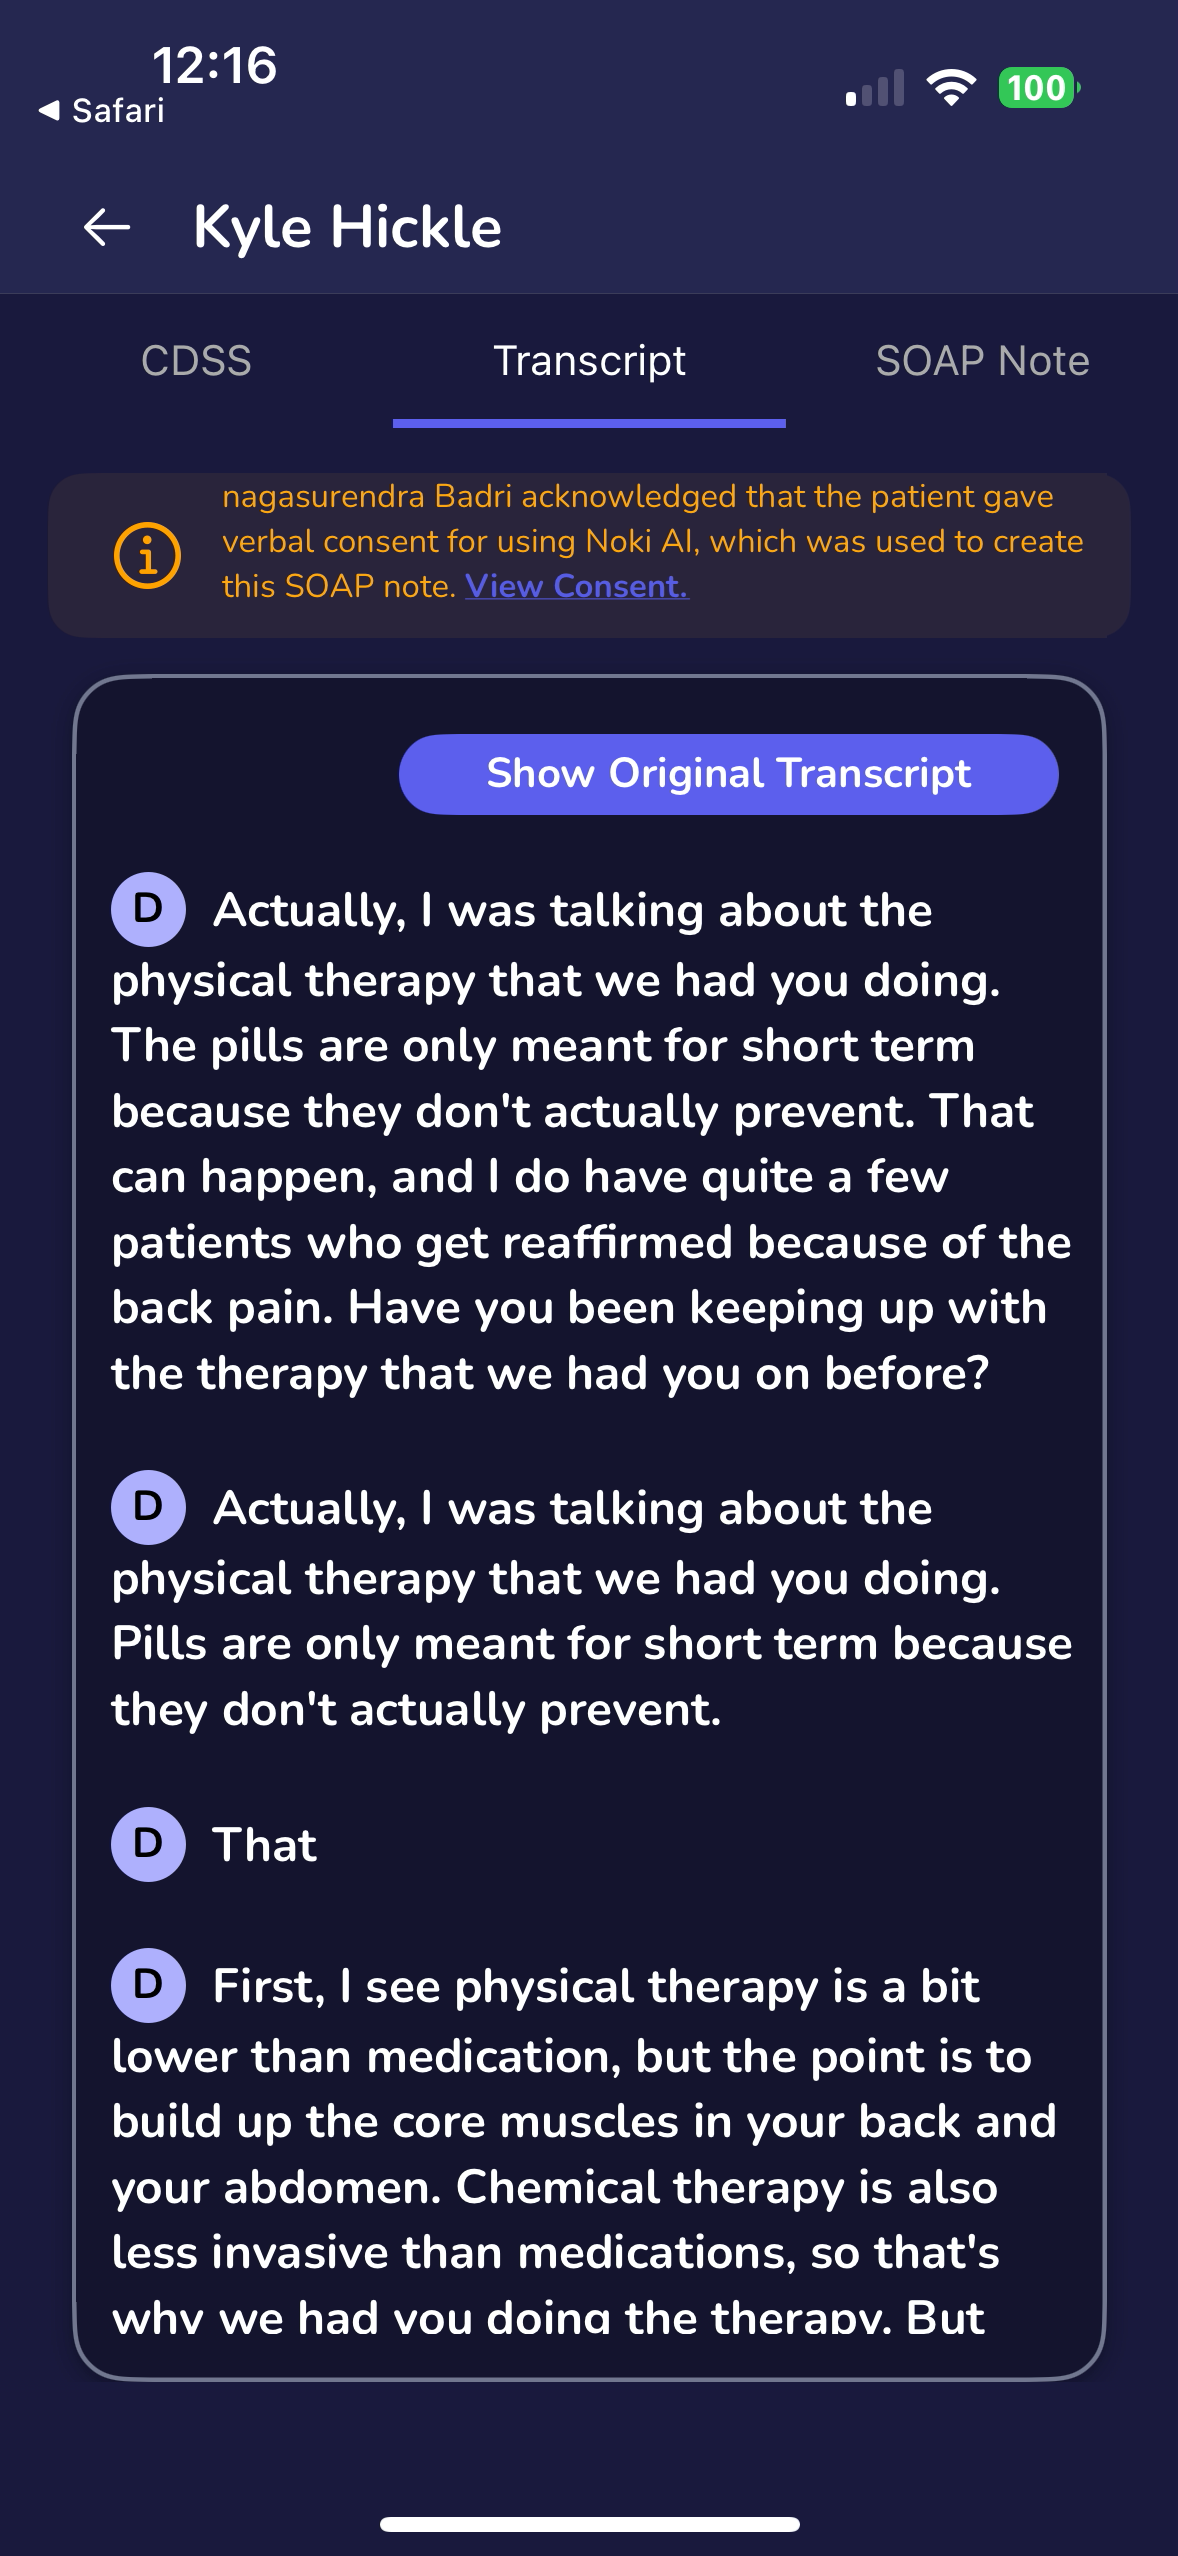 12:16
Safari
100
Kyle Hickle
CDSS
Transcript
SOAP Note
nagasurendra Badri acknowledged that the patient gave
verbal consent for using Noki AI, which was used to create
this SOAP note. View Consent.
Show Original Transcript
D Actually, I was talking about the
physical therapy that we had you doing.
The pills are only meant for short term
because they don't actually prevent. That
can happen, and I do have quite a few
patients who get reaffirmed because of the
back pain. Have you been keeping up with
the therapy that we had you on before?
D Actually, I was talking about the
physical therapy that we had you doing.
Pills are only meant for short term because
they don't actually prevent.
D That
D First, I see physical therapy is a bit
lower than medication, but the point is to
build up the core muscles in your back and
your abdomen. Chemical therapy is also
less invasive than medications, so that's
why we had you doing the therapy. But